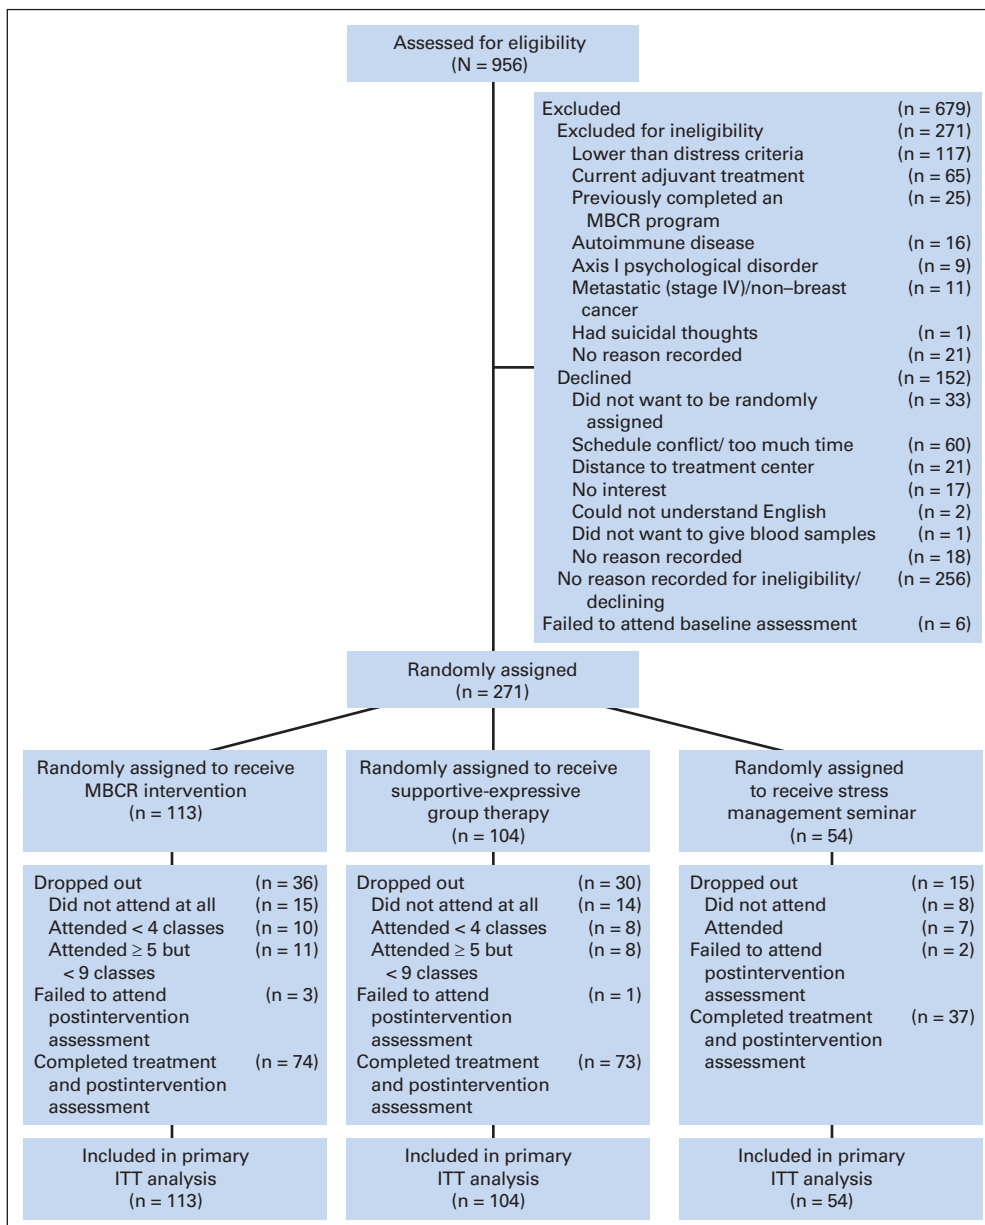 Assessed for eligibility
(N = 956)
Excluded (n = 679)
Excluded for ineligibility (n = 271)
Lower than distress criteria (n = 117)
Current adjuvant treatment (n = 65)
Previously completed an (n = 25)
MBCR program
Autoimmune disease (n = 16)
Axis I psychological disorder (n = 9)
Metastatic (stage IV)/non–breast (n = 11)
cancer
Had suicidal thoughts (n = 1)
No reason recorded (n = 21)
Declined (n = 152)
Did not want to be randomly (n = 33)
assigned
Schedule conflict/ too much time (n = 60)
Distance to treatment center (n = 21)
No interest (n = 17)
Could not understand English (n = 2)
Did not want to give blood samples (n = 1)
No reason recorded (n = 18)
No reason recorded for ineligibility/ (n = 256)
declining
Failed to attend baseline assessment (n = 6)
Randomly assigned
(n = 271)
Randomly assigned to receive
MBCR intervention
(n = 113)
Randomly assigned to receive
supportive-expressive
group therapy
(n = 104)
Randomly assigned
to receive stress
management seminar
(n = 54)
Dropped out (n = 36)
Did not attend at all (n = 15)
Attended < 4 classes (n = 10)
Attended ≥ 5 but (n = 11)
< 9 classes
Failed to attend (n = 3)
postintervention
assessment
Completed treatment (n = 74)
and postintervention
assessment
Dropped out (n = 30)
Did not attend at all (n = 14)
Attended < 4 classes (n = 8)
Attended ≥ 5 but (n = 8)
< 9 classes
Failed to attend (n = 1)
postintervention
assessment
Completed treatment (n = 73)
and postintervention
assessment
Dropped out (n = 15)
Did not attend (n = 8)
Attended (n = 7)
Failed to attend (n = 2)
postintervention
assessment
Completed treatment (n = 37)
and postintervention
assessment
Included in primary
ITT analysis
(n = 113)
Included in primary
ITT analysis
(n = 104)
Included in primary
ITT analysis
(n = 54)